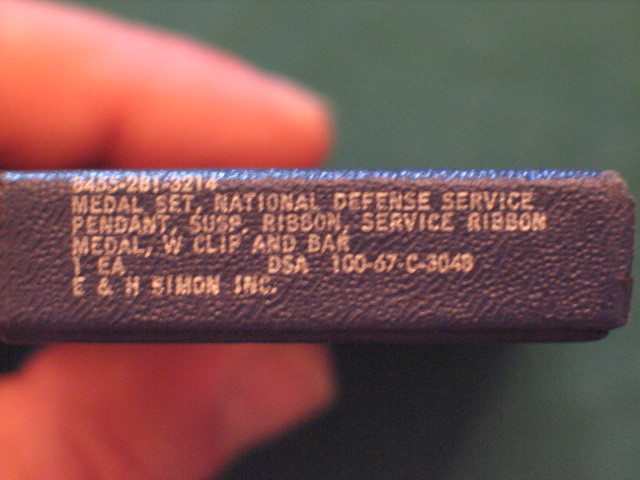 8455-281-3214
MEDAL SET, NATIONAL DEFENSE SERVICE
PENDANT, SUSP. RIBBON, SERVICE RIBBON
MEDAL, W CLIP AND BAR
1 EA DSA 100-67-C-3048
E & H SIMON INC.